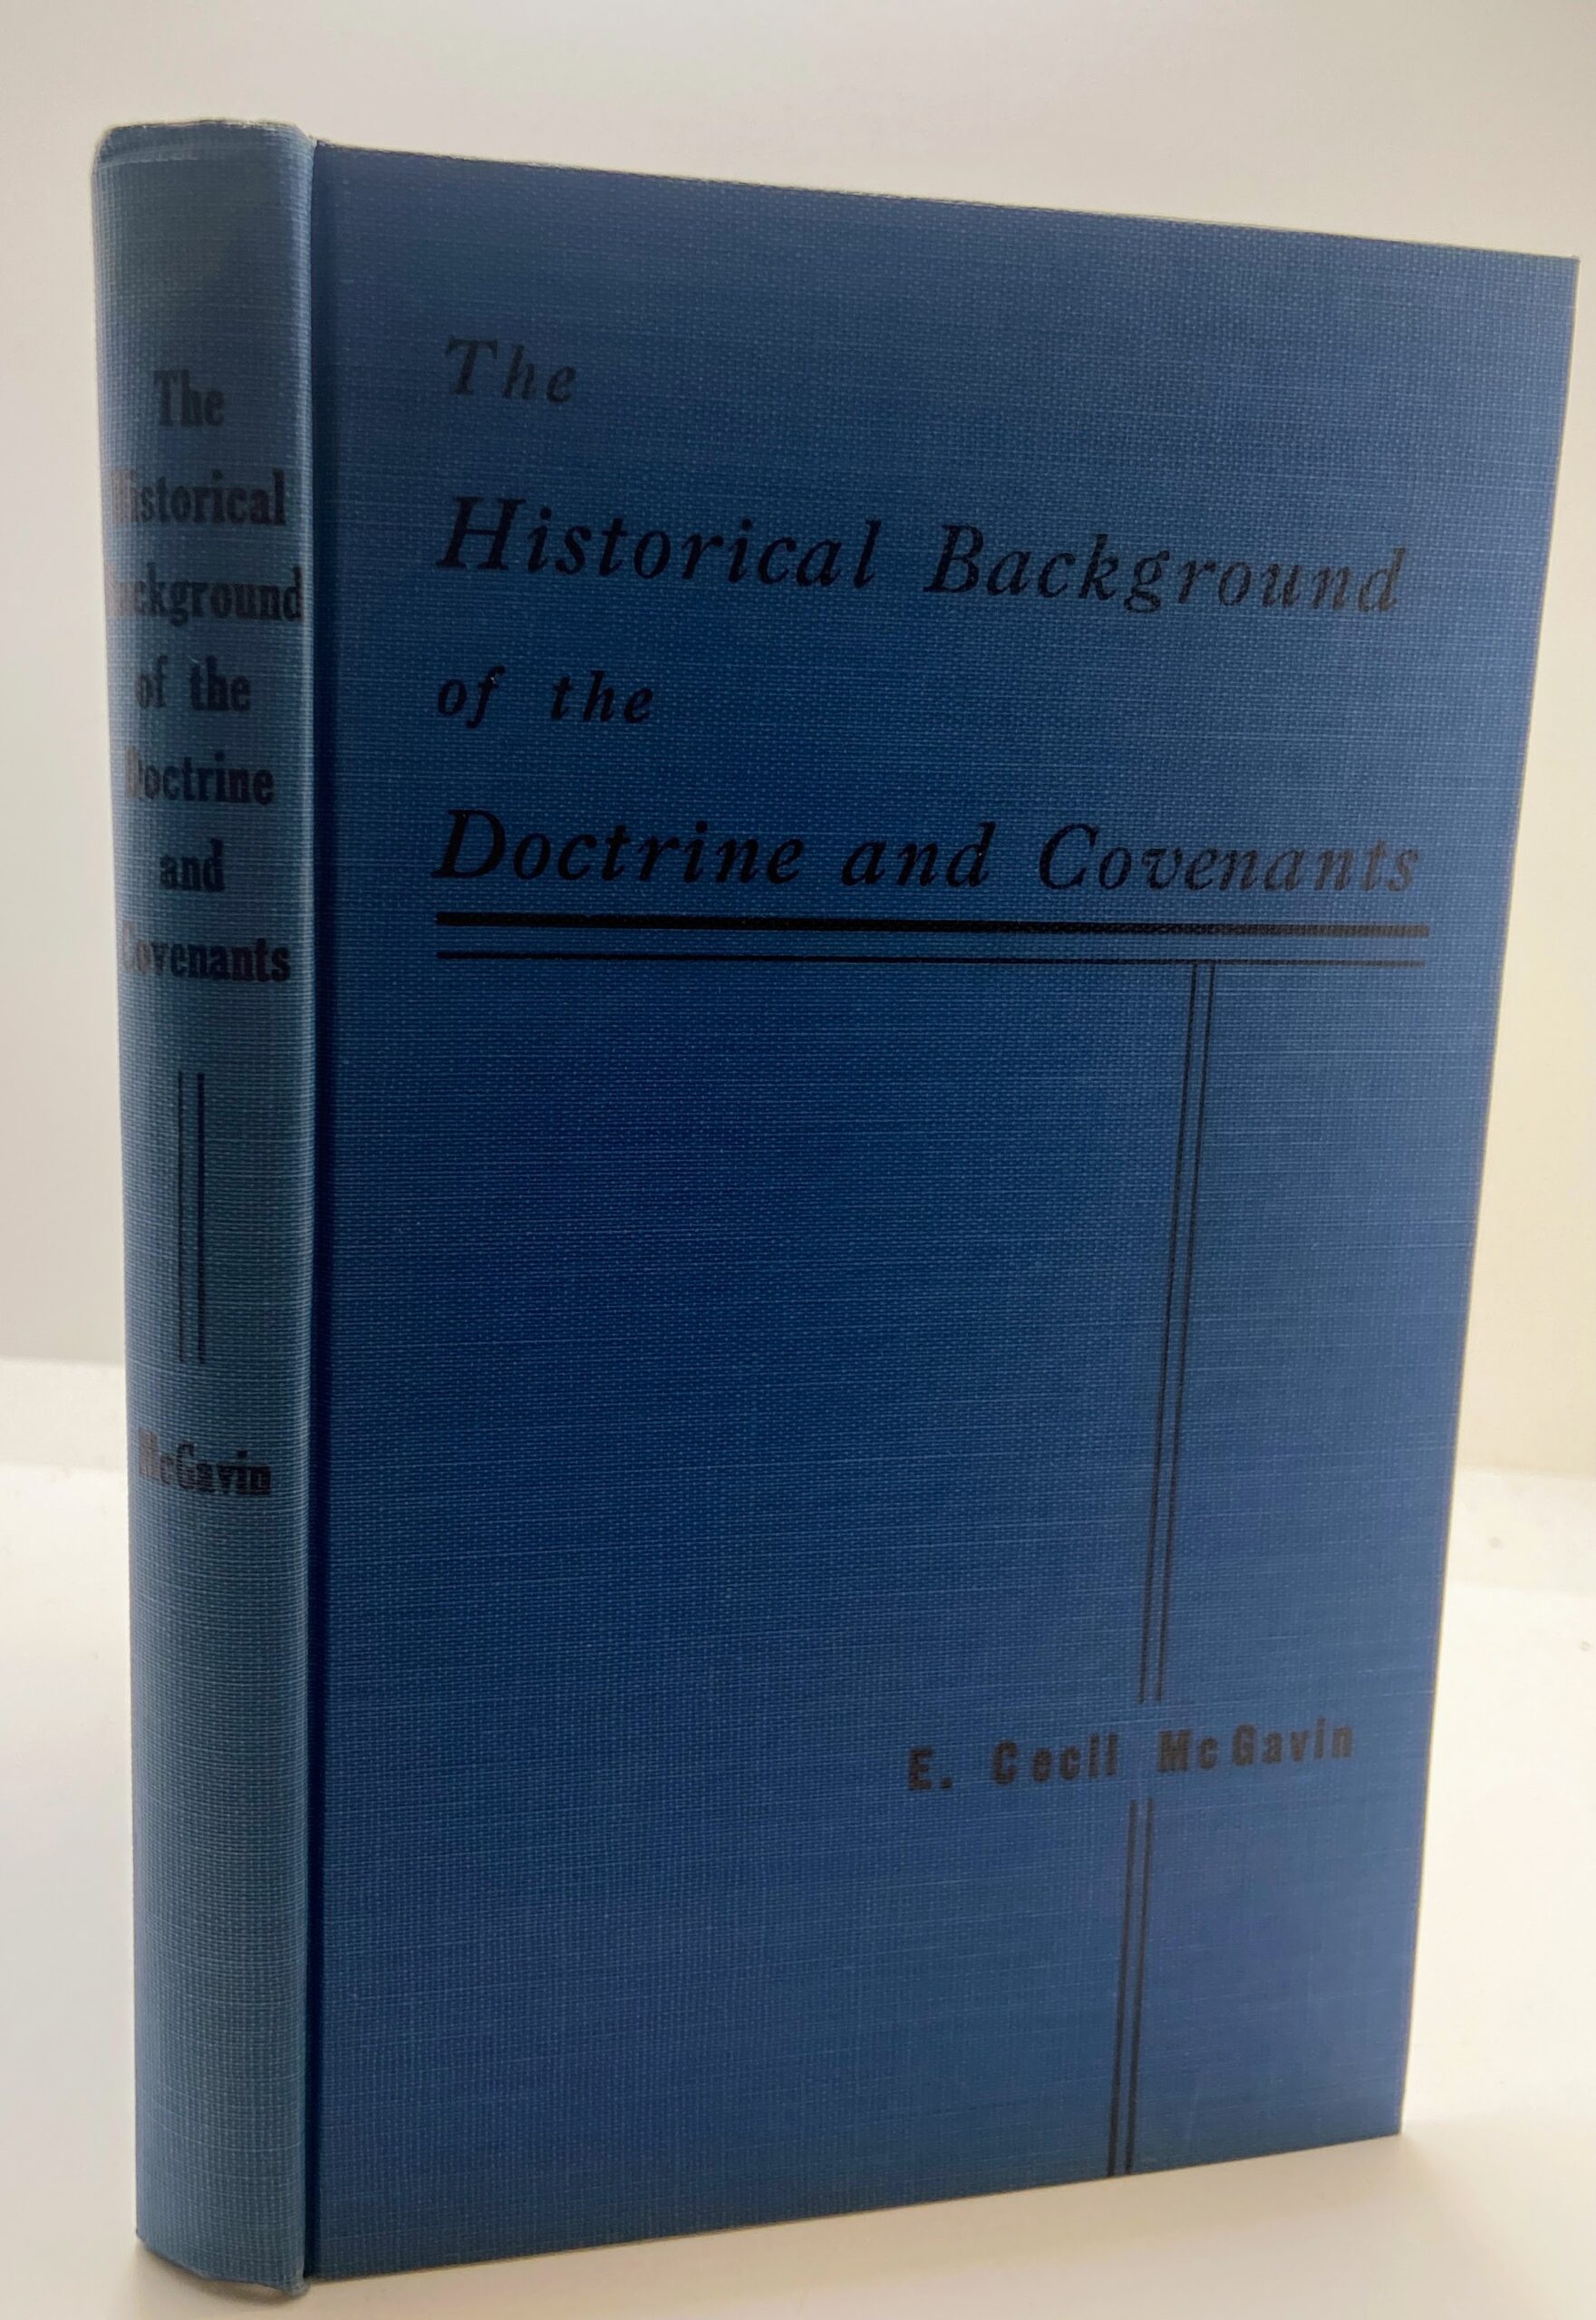 The
Historical
Background
of the
Doctrine
and
Covenants
McGavin
The
Historical Background
of the
Doctrine and Covenants
E. Cecil McGavin